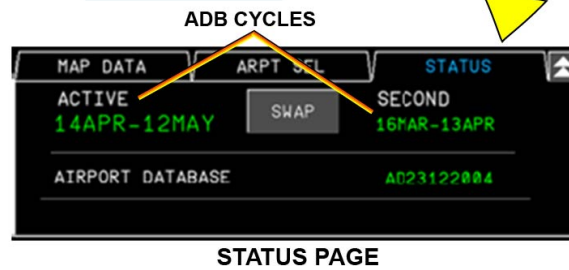 ADB CYCLES
MAP DATA ARPT SEL STATUS
ACTIVE SWAP SECOND
14APR-12MAY 16MAR-13APR
AIRPORT DATABASE AD23122004
STATUS PAGE